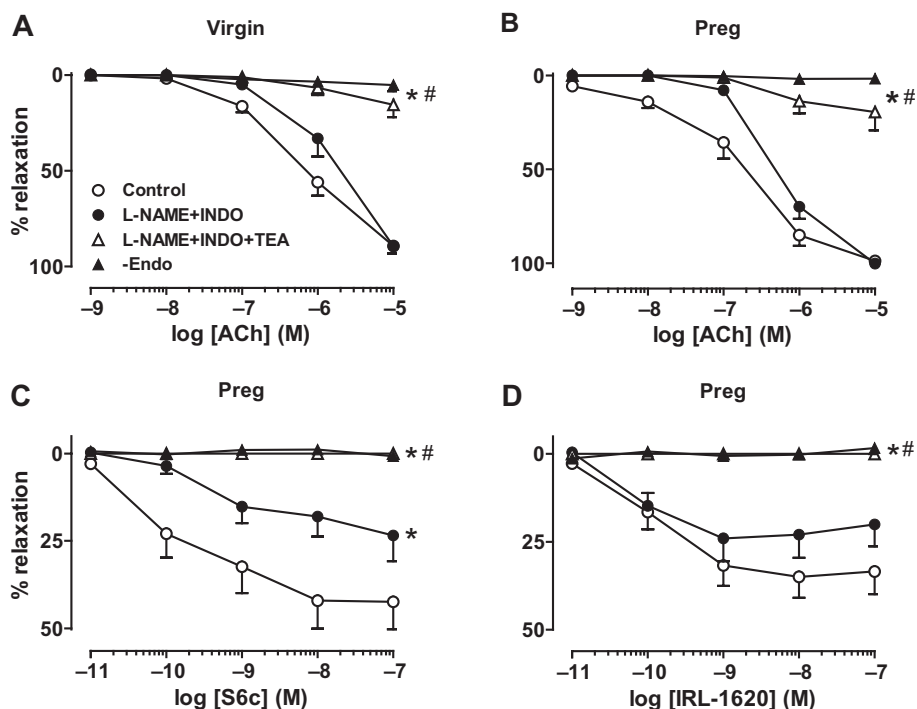 A
Virgin
% relaxation
0
50
100
Control
L-NAME+INDO
L-NAME+INDO+TEA
-Endo
* #
–9 –8 –7 –6 –5
log [ACh] (M)
B
Preg
0
50
100
* #
–9 –8 –7 –6 –5
log [ACh] (M)
C
Preg
% relaxation
0
25
50
* #
*
–11 –10 –9 –8 –7
log [S6c] (M)
D
Preg
0
25
50
* #
–11 –10 –9 –8 –7
log [IRL-1620] (M)